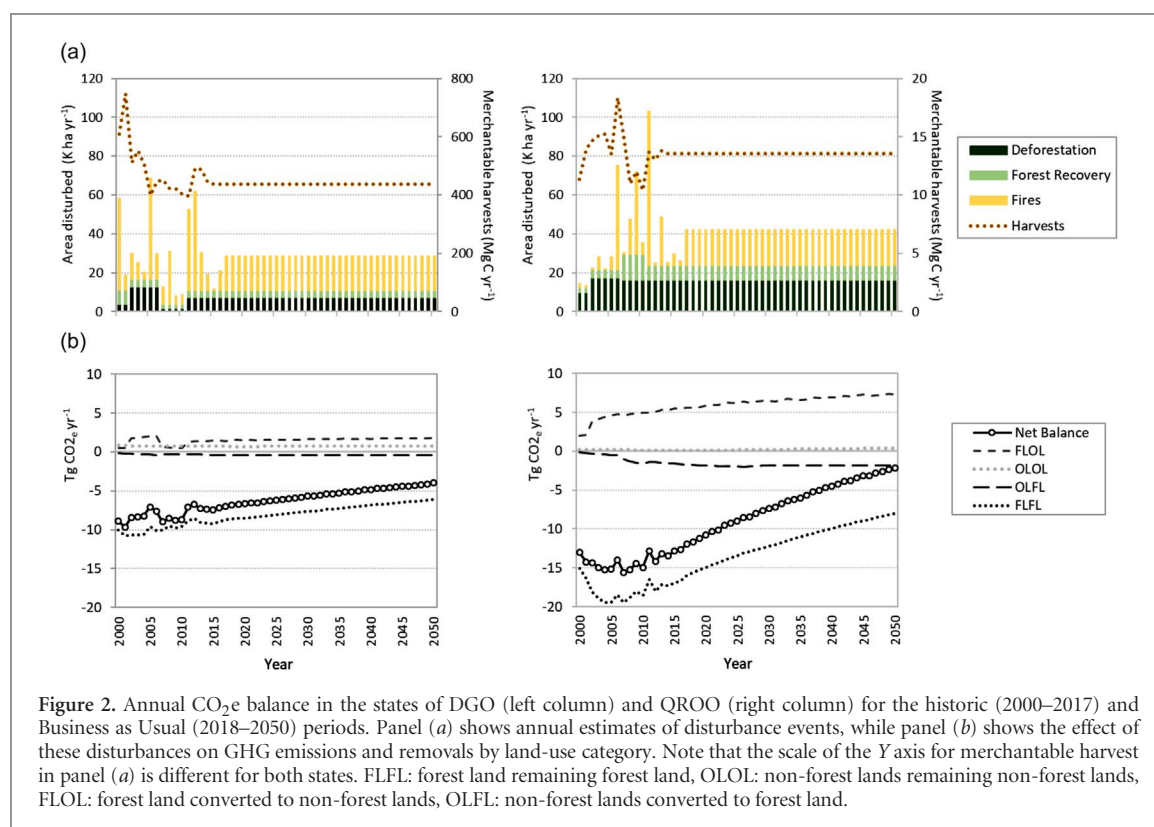 (a)
120
100
80
60
40
20
0
Area disturbed (K ha yr-1)
800
600
400
200
0
Merchantable harvests (Mg C yr-1)
120
100
80
60
40
20
0
Area disturbed (K ha yr-1)
20
15
10
5
0
Merchantable harvests (Mg C yr-1)
Deforestation
Forest Recovery
Fires
Harvests
(b)
10
5
0
-5
-10
-15
-20
Tg CO2e yr-1
2000
2005
2010
2015
2020
2025
2030
2035
2040
2045
2050
Year
10
5
0
-5
-10
-15
-20
2000
2005
2010
2015
2020
2025
2030
2035
2040
2045
2050
Year
Net Balance
FLOL
OLOL
OLFL
FLFL
Figure 2. Annual CO2e balance in the states of DGO (left column) and QROO (right column) for the historic (2000–2017) and
Business as Usual (2018–2050) periods. Panel (a) shows annual estimates of disturbance events, while panel (b) shows the effect of
these disturbances on GHG emissions and removals by land-use category. Note that the scale of the Y axis for merchantable harvest
in panel (a) is different for both states. FLFL: forest land remaining forest land, OLOL: non-forest lands remaining non-forest lands,
FLOL: forest land converted to non-forest lands, OLFL: non-forest lands converted to forest land.